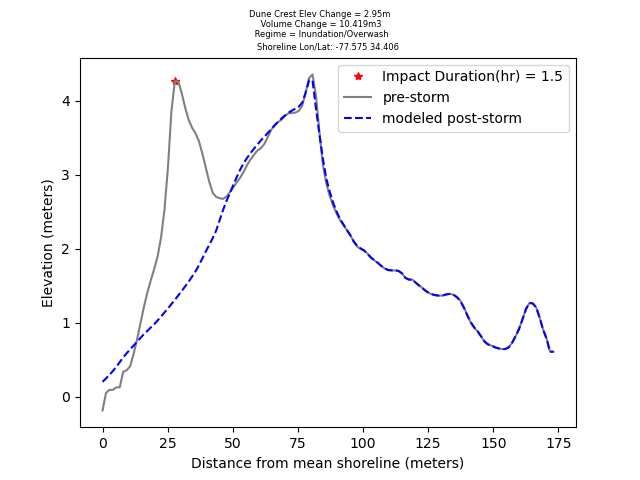 Dune Crest Elev Change = 2.95m
Volume Change = 10.419m3
Regime = Inundation/Overwash
Shoreline Lon/Lat: -77.575 34.406
Impact Duration(hr) = 1.5
pre-storm
modeled post-storm
4
3
2
1
0
Elevation (meters)
0 25 50 75 100 125 150 175
Distance from mean shoreline (meters)